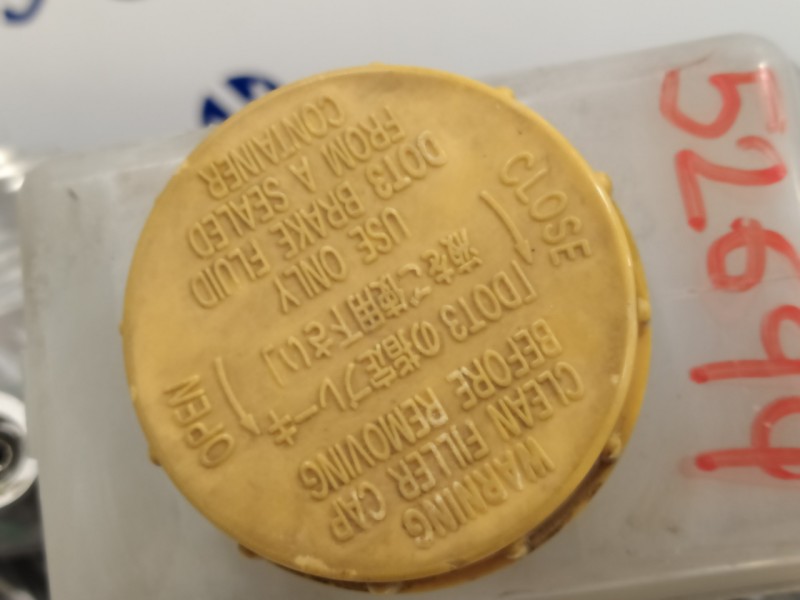 WARNING
CLEAN FILLER CAP
BEFORE REMOVING
「DOT3の指定ブレーキ
液をご使用下さい」
USE ONLY
DOT3 BRAKE FLUID
FROM A SEALED
CONTAINER
OPEN
CLOSE